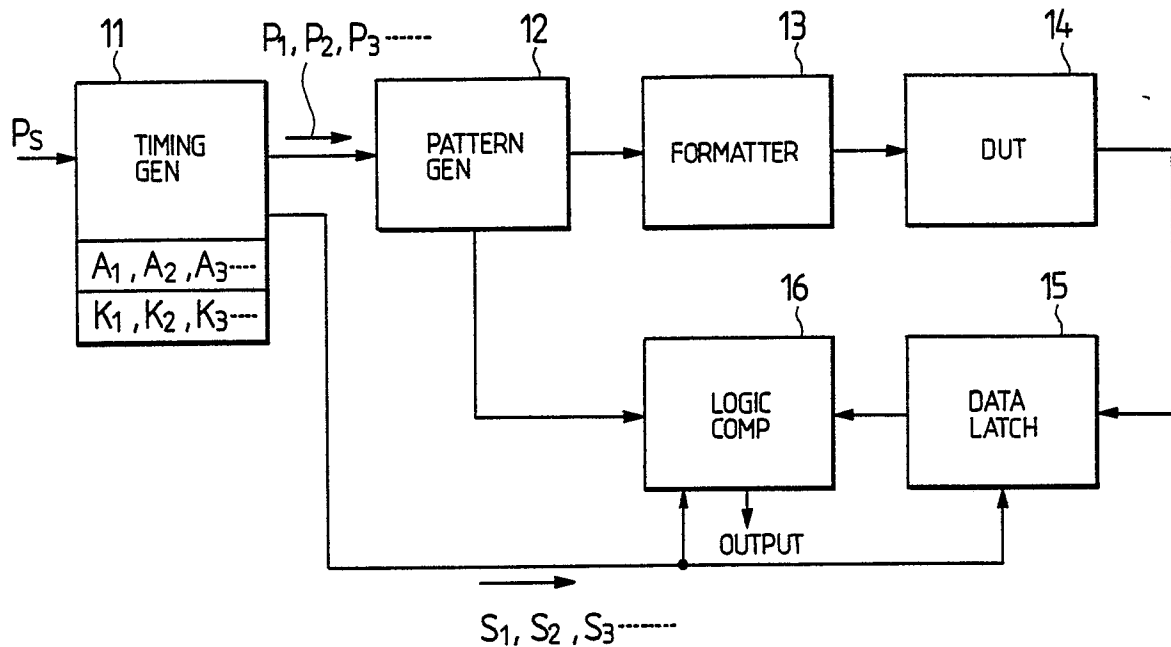 11
P1, P2, P3-------
12
13
14
PS
TIMING
GEN
PATTERN
GEN
FORMATTER
DUT
A1, A2, A3----
K1, K2, K3----
16
15
LOGIC
COMP
DATA
LATCH
OUTPUT
S1, S2, S3--------